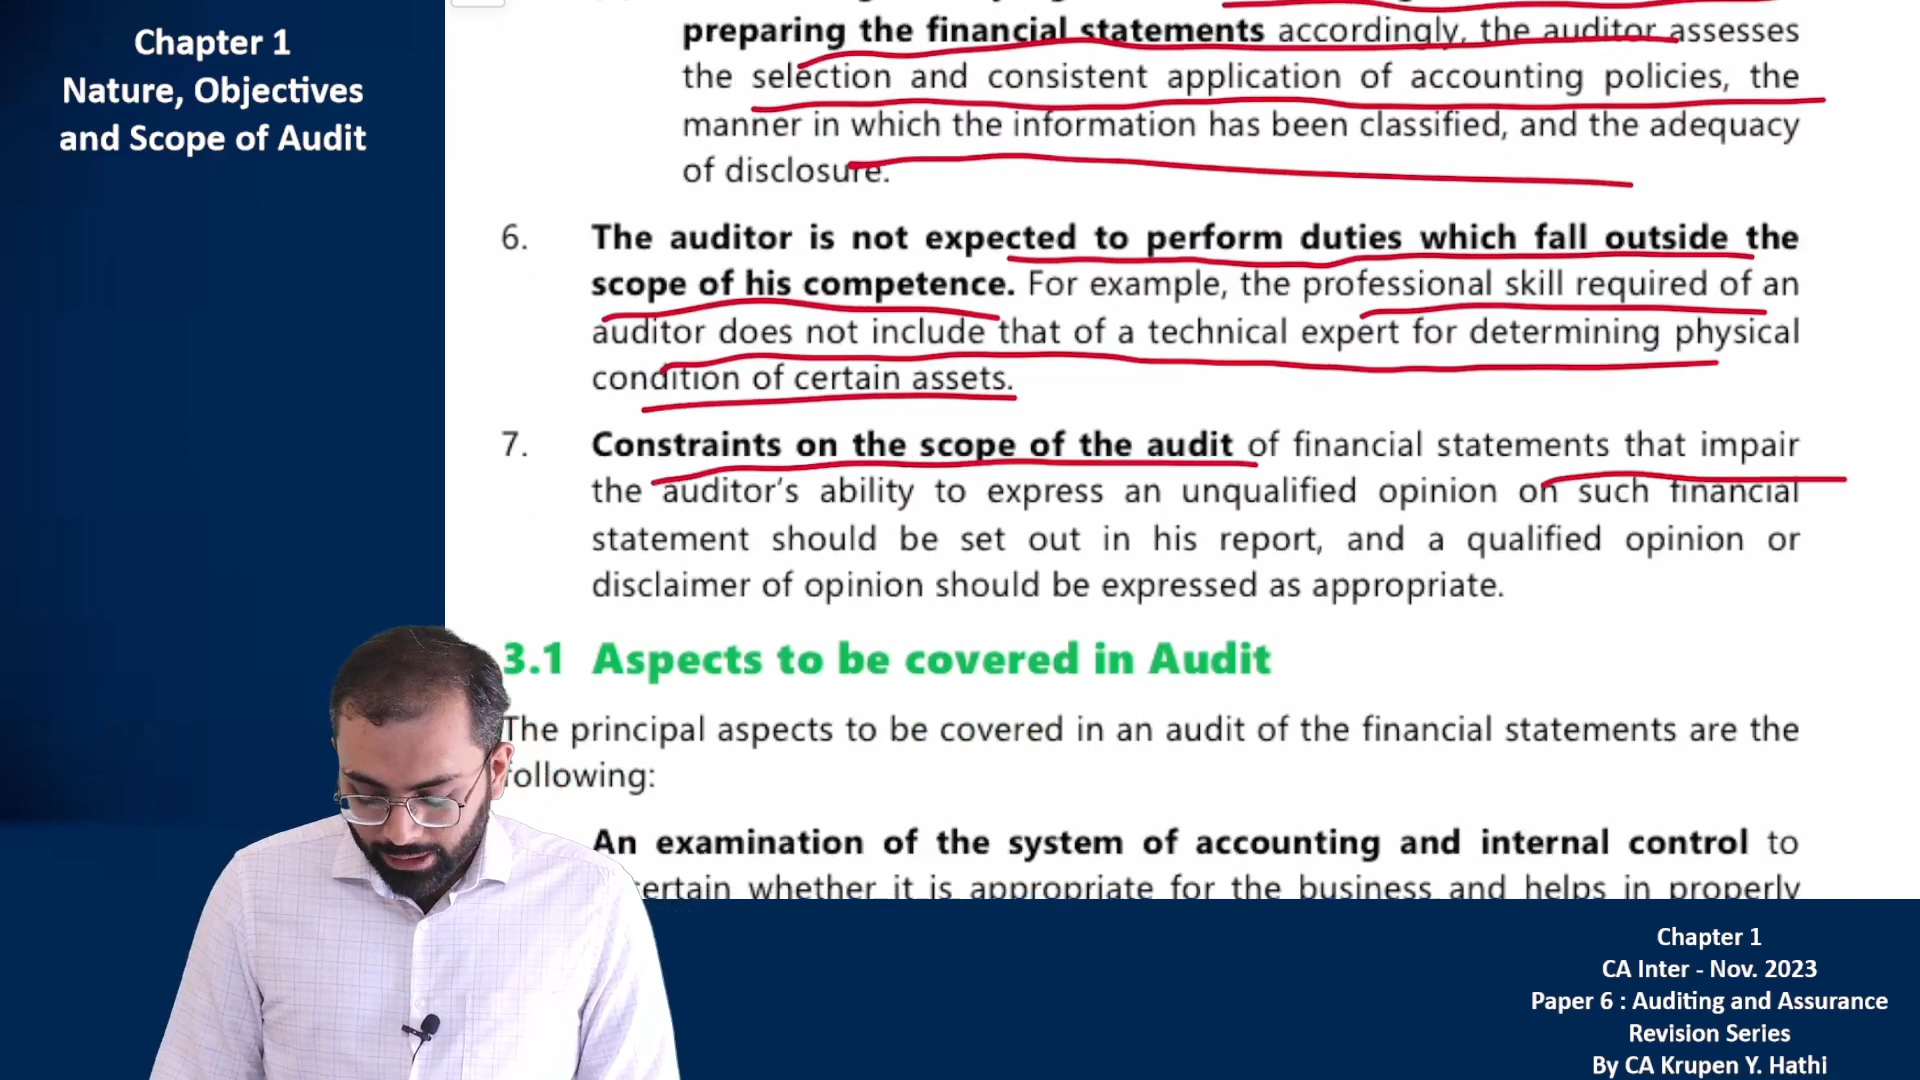 Chapter 1
Nature, Objectives
and Scope of Audit
preparing the financial statements accordingly, the auditor assesses
the selection and consistent application of accounting policies, the
manner in which the information has been classified, and the adequacy
of disclosure.
6. The auditor is not expected to perform duties which fall outside the
scope of his competence. For example, the professional skill required of an
auditor does not include that of a technical expert for determining physical
condition of certain assets.
7. Constraints on the scope of the audit of financial statements that impair
the auditor’s ability to express an unqualified opinion on such financial
statement should be set out in his report, and a qualified opinion or
disclaimer of opinion should be expressed as appropriate.
3.1 Aspects to be covered in Audit
The principal aspects to be covered in an audit of the financial statements are the
following:
An examination of the system of accounting and internal control to
whether it is appropriate for the business and helps in properly
Chapter 1
CA Inter - Nov. 2023
Paper 6 : Auditing and Assurance
Revision Series
By CA Krupen Y. Hathi